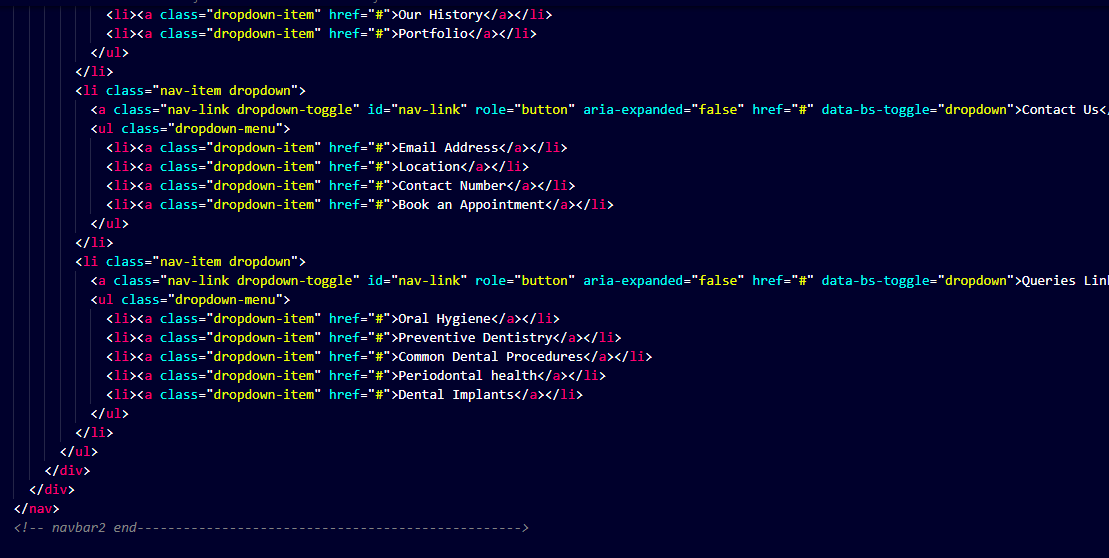 <li><a class="dropdown-item" href="#">Our History</a></li>
<li><a class="dropdown-item" href="#">Portfolio</a></li>
</ul>
</li>
<li class="nav-item dropdown">
<a class="nav-link dropdown-toggle" id="nav-link" role="button" aria-expanded="false" href="#" data-bs-toggle="dropdown">Contact Us</
<ul class="dropdown-menu">
<li><a class="dropdown-item" href="#">Email Address</a></li>
<li><a class="dropdown-item" href="#">Location</a></li>
<li><a class="dropdown-item" href="#">Contact Number</a></li>
<li><a class="dropdown-item" href="#">Book an Appointment</a></li>
</ul>
</li>
<li class="nav-item dropdown">
<a class="nav-link dropdown-toggle" id="nav-link" role="button" aria-expanded="false" href="#" data-bs-toggle="dropdown">Queries Lin
<ul class="dropdown-menu">
<li><a class="dropdown-item" href="#">Oral Hygiene</a></li>
<li><a class="dropdown-item" href="#">Preventive Dentistry</a></li>
<li><a class="dropdown-item" href="#">Common Dental Procedures</a></li>
<li><a class="dropdown-item" href="#">Periodontal health</a></li>
<li><a class="dropdown-item" href="#">Dental Implants</a></li>
</ul>
</li>
</ul>
</div>
</div>
</nav>
<!-- navbar2 end-------------------------------------------------->